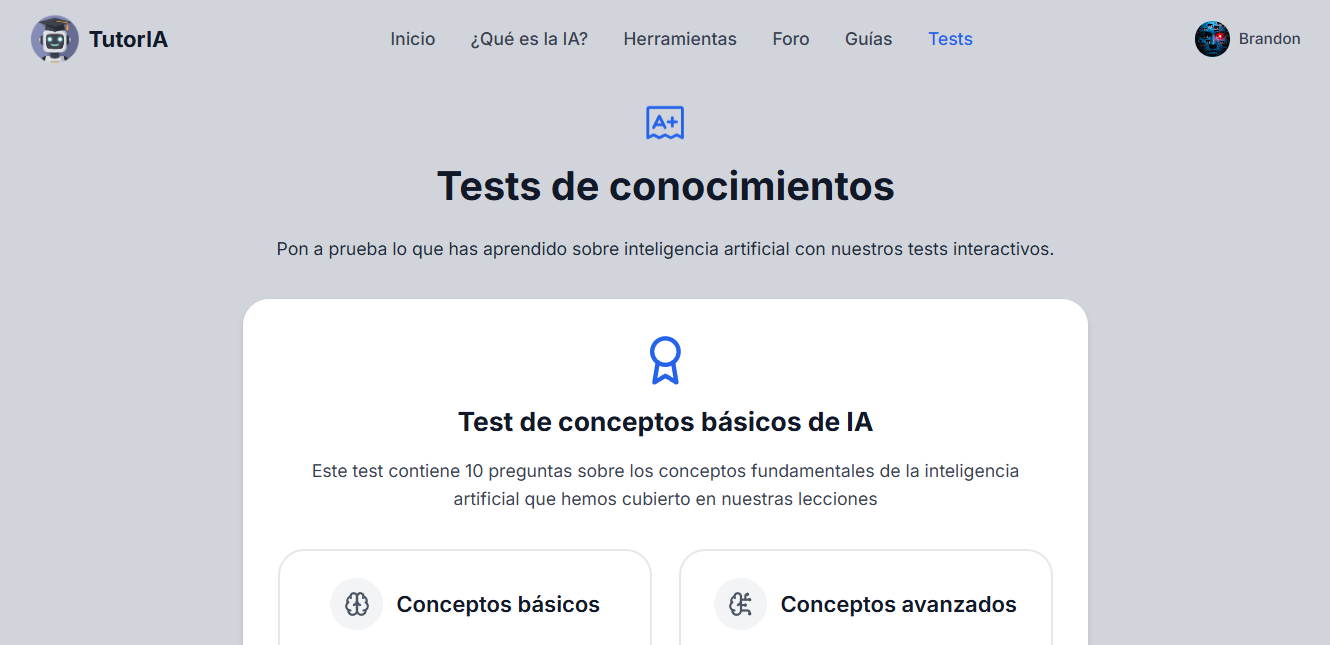 TutorIA
Inicio
¿Qué es la IA?
Herramientas
Foro
Guías
Tests
Brandon
A+
Tests de conocimientos
Pon a prueba lo que has aprendido sobre inteligencia artificial con nuestros tests interactivos.
Test de conceptos básicos de IA
Este test contiene 10 preguntas sobre los conceptos fundamentales de la inteligencia
artificial que hemos cubierto en nuestras lecciones
Conceptos básicos
Conceptos avanzados